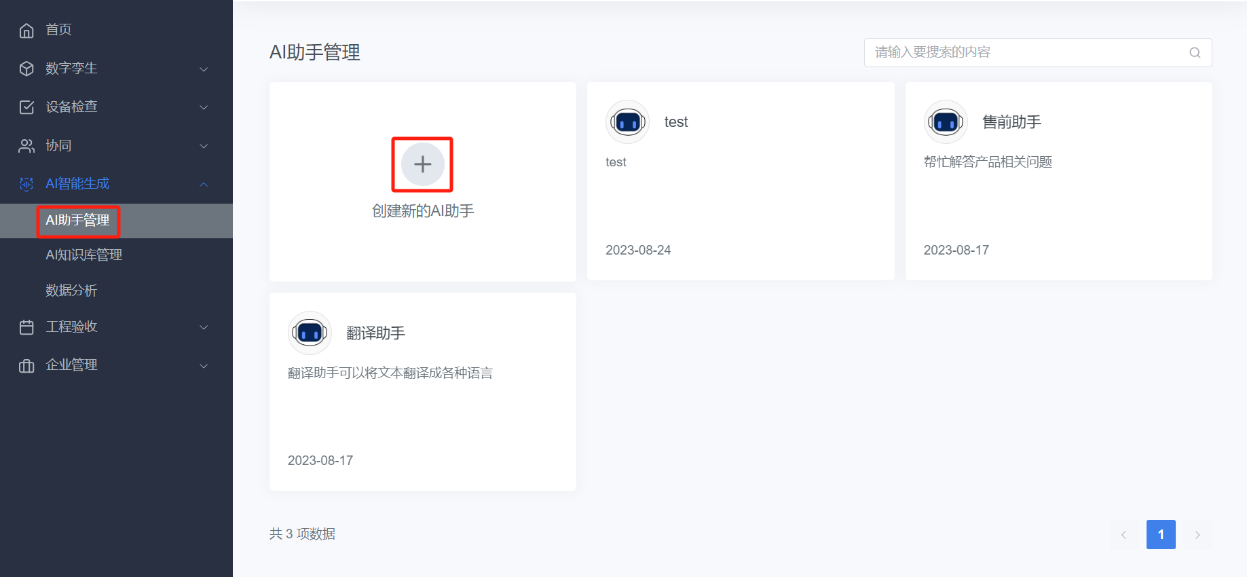 首页
数字孪生
设备检查
协同
AI智能生成
AI助手管理
AI知识库管理
数据分析
工程验收
企业管理
AI助手管理
请输入要搜索的内容
创建新的AI助手
test
test
2023-08-24
售前助手
帮忙解答产品相关问题
2023-08-17
翻译助手
翻译助手可以将文本翻译成各种语言
2023-08-17
共 3 项数据
1